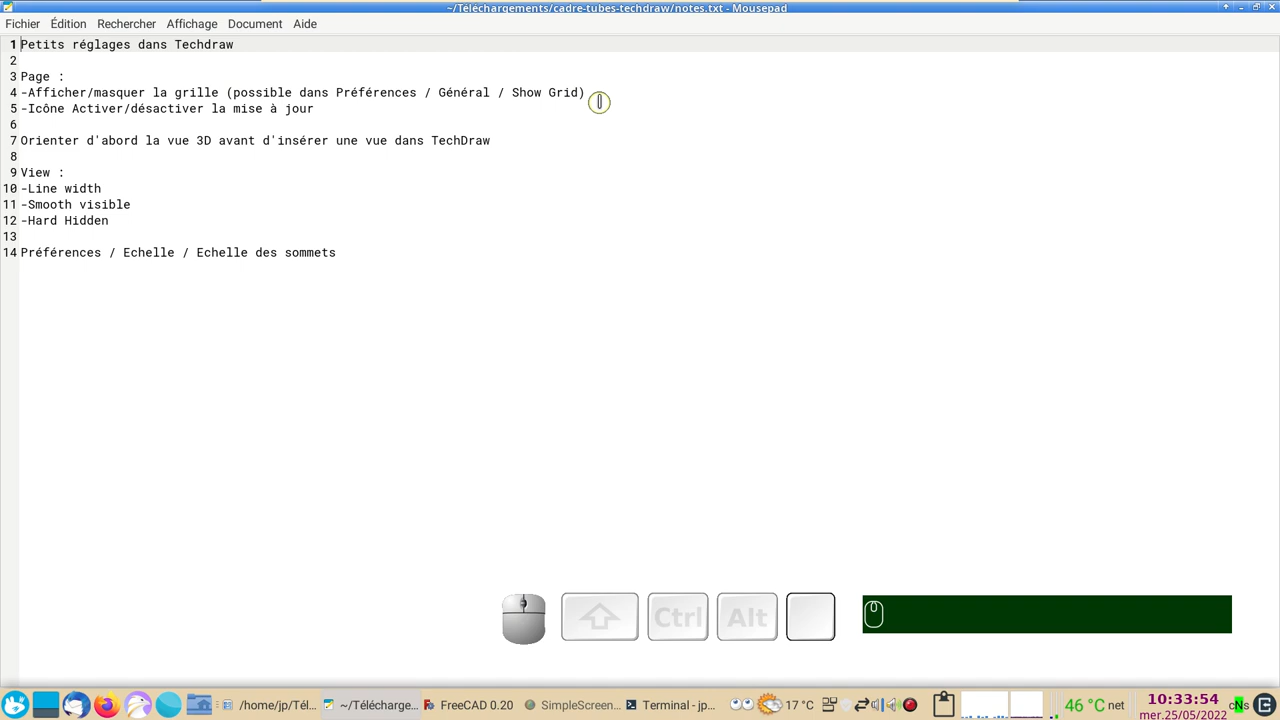 ~/Téléchargements/cadre-tubes-techdraw/notes.txt - Mousepad
Fichier Édition Rechercher Affichage Document Aide
1 Petits réglages dans Techdraw
2
3 Page :
4 -Afficher/masquer la grille (possible dans Préférences / Général / Show Grid)
5 -Icône Activer/désactiver la mise à jour
6
7 Orienter d'abord la vue 3D avant d'insérer une vue dans TechDraw
8
9 View :
10 -Line width
11 -Smooth visible
12 -Hard Hidden
13
14 Préférences / Echelle / Echelle des sommets
Ctrl Alt
/home/jp/Tél... ~/Télécharge... FreeCAD 0.20 SimpleScreen... Terminal - jp... 17 °C 46 °C net 10:33:54 cNs
mer.25/05/2022